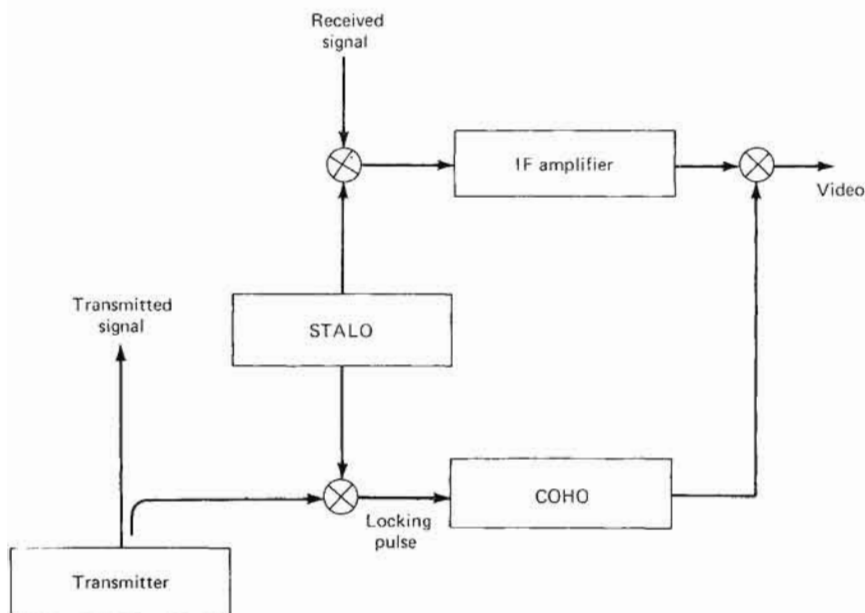 Received
signal
IF amplifier
Video
Transmitted
signal
STALO
COHO
Locking
pulse
Transmitter